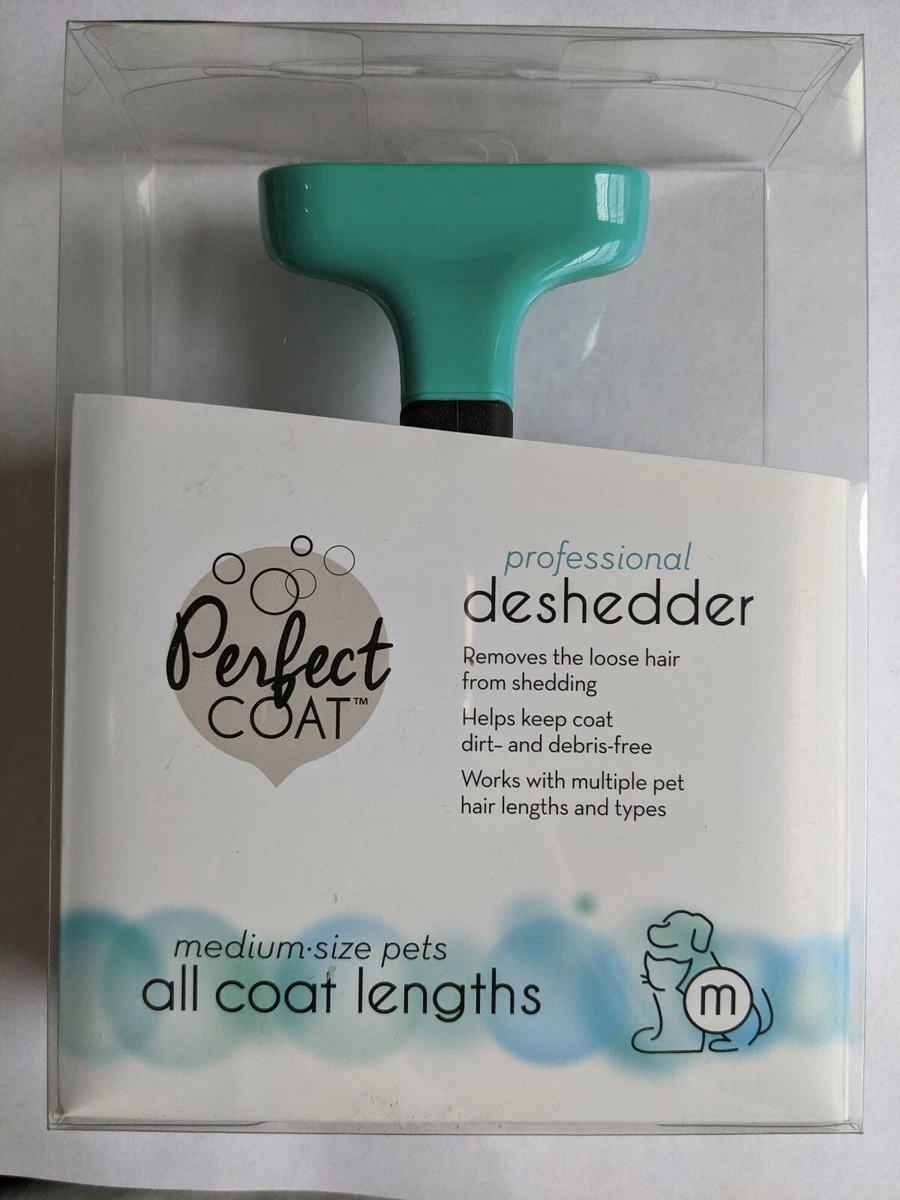 Perfect
COAT™
professional
deshedder
Removes the loose hair
from shedding
Helps keep coat
dirt– and debris-free
Works with multiple pet
hair lengths and types
medium·size pets
all coat lengths
m